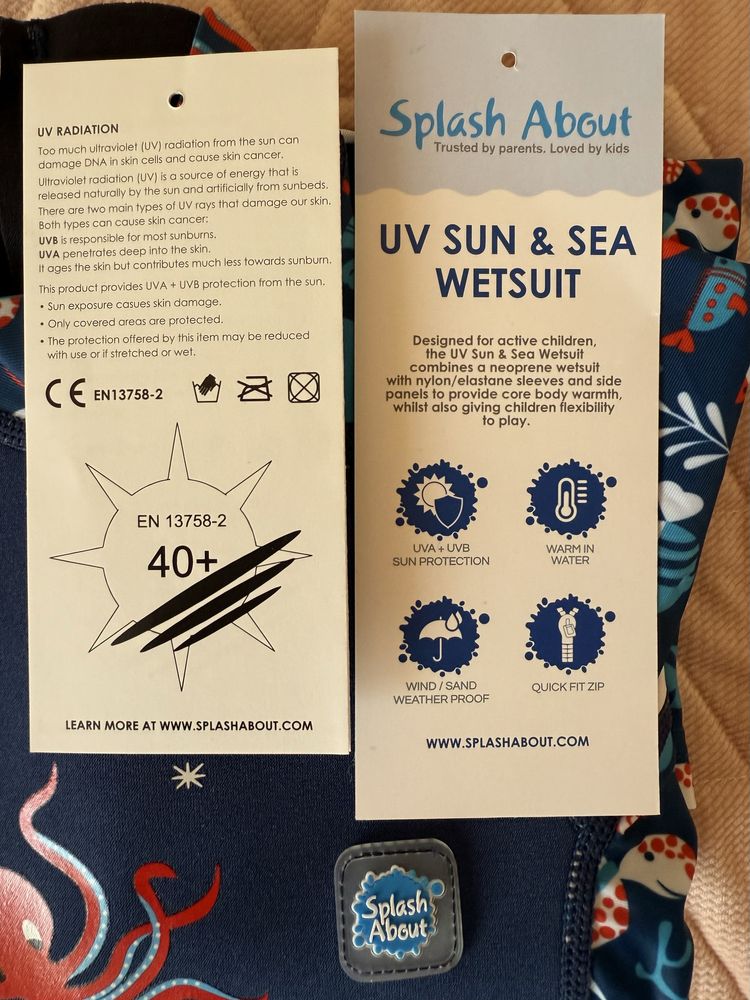 UV RADIATION
Too much ultraviolet (UV) radiation from the sun can
damage DNA in skin cells and cause skin cancer.
Ultraviolet radiation (UV) is a source of energy that is
released naturally by the sun and artificially from sunbeds.
There are two main types of UV rays that damage our skin.
Both types can cause skin cancer:
UVB is responsible for most sunburns.
UVA penetrates deep into the skin.
It ages the skin but contributes much less towards sunburn.
This product provides UVA + UVB protection from the sun.
• Sun exposure casues skin damage.
• Only covered areas are protected.
• The protection offered by this item may be reduced
with use or if stretched or wet.
CE EN13758-2
EN 13758-2
40+
LEARN MORE AT WWW.SPLASHABOUT.COM
Splash About
Trusted by parents. Loved by kids
UV SUN & SEA
WETSUIT
Designed for active children,
the UV Sun & Sea Wetsuit
combines a neoprene wetsuit
with nylon/elastane sleeves and side
panels to provide core body warmth,
whilst also giving children flexibility
to play.
UVA + UVB
SUN PROTECTION
WARM IN
WATER
WIND / SAND
WEATHER PROOF
QUICK FIT ZIP
WWW.SPLASHABOUT.COM
Splash
About